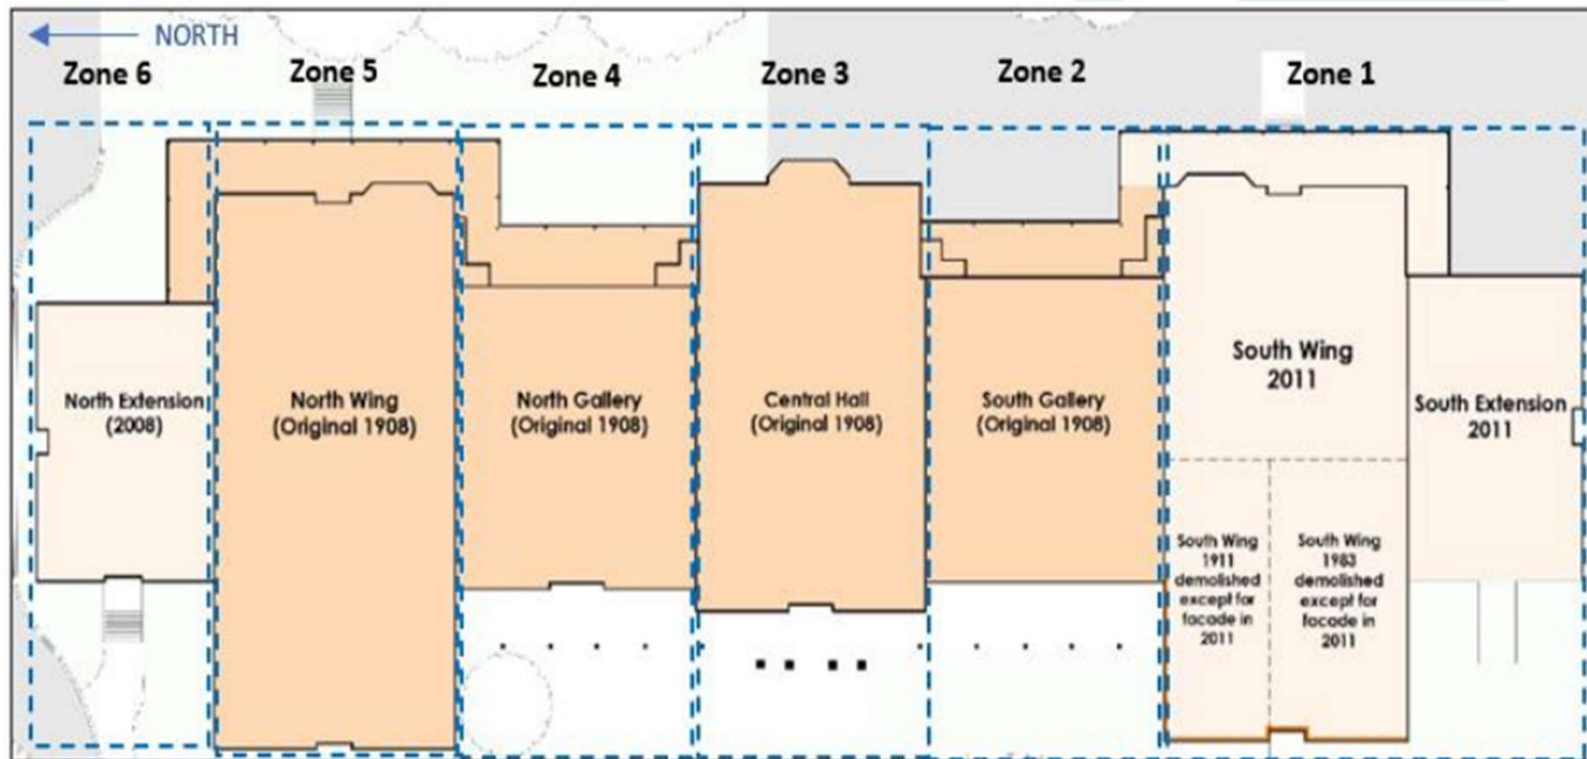 NORTH
Zone 6
Zone 5
Zone 4
Zone 3
Zone 2
Zone 1
North Extension
(2008)
North Wing
(Original 1908)
North Gallery
(Original 1908)
Central Hall
(Original 1908)
South Gallery
(Original 1908)
South Wing
2011
South Extension
2011
South Wing
1911
demolished
except for
facade in
2011
South Wing
1983
demolished
except for
facade in
2011